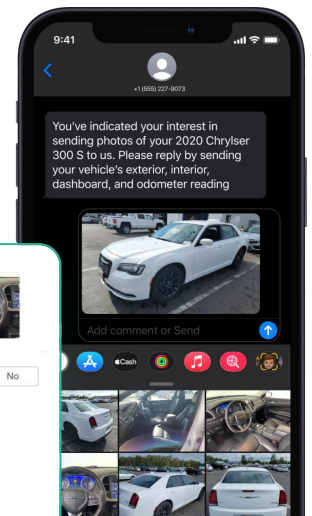 9:41
+1 (555) 227-9073
You've indicated your interest in
sending photos of your 2020 Chrylser
300 S to us. Please reply by sending
your vehicle's exterior, interior,
dashboard, and odometer reading
Add comment or Send
Cash
No